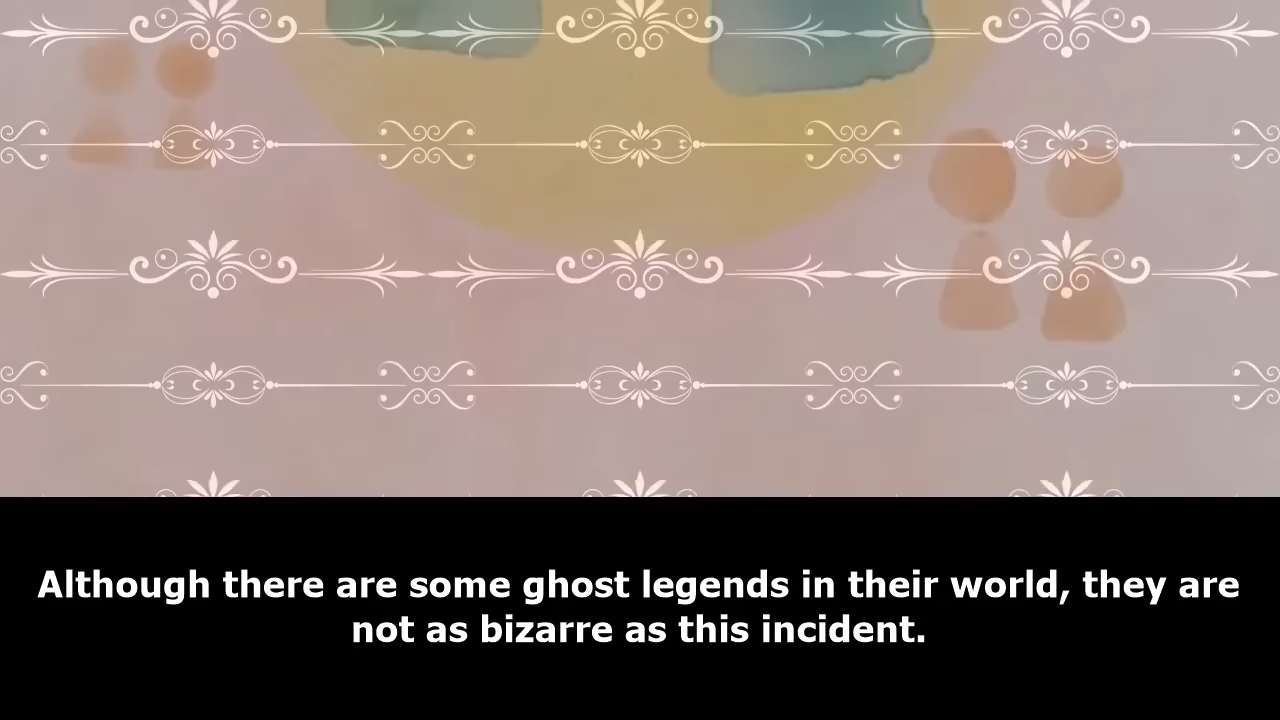 Although there are some ghost legends in their world, they are
not as bizarre as this incident.